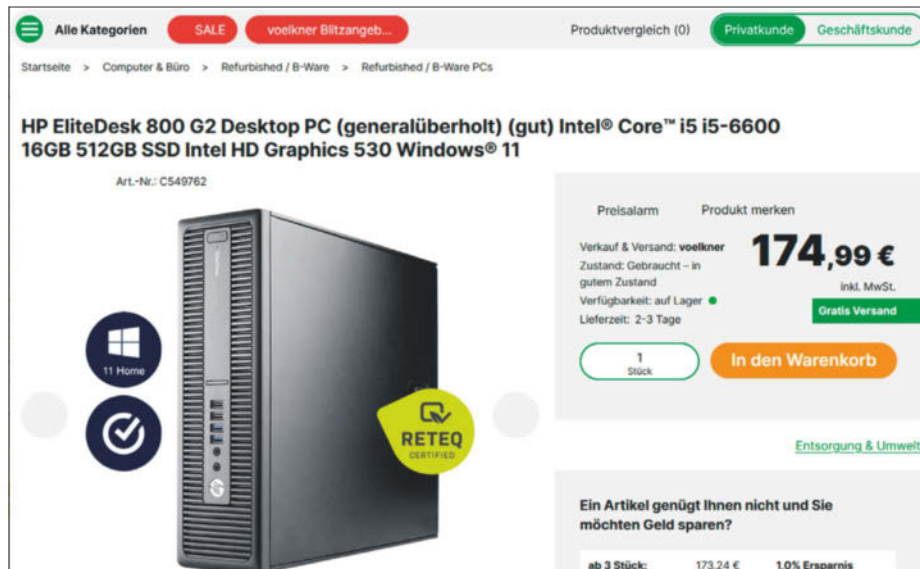 Alle Kategorien
SALE
voelkner Blitzangeb...
Produktvergleich (0)
Privatkunde
Geschäftskunde
Startseite > Computer & Büro > Refurbished / B-Ware > Refurbished / B-Ware PCs
HP EliteDesk 800 G2 Desktop PC (generalüberholt) (gut) Intel® Core™ i5 i5-6600
16GB 512GB SSD Intel HD Graphics 530 Windows® 11
Art.-Nr.: C549762
11 Home
RETEQ
CERTIFIED
Preisalarm
Produkt merken
Verkauf & Versand: voelkner
Zustand: Gebraucht – in
gutem Zustand
Verfügbarkeit: auf Lager
Lieferzeit: 2-3 Tage
174,99 €
inkl. MwSt.
Gratis Versand
1
Stück
In den Warenkorb
Entsorgung & Umwelt
Ein Artikel genügt Ihnen nicht und Sie
möchten Geld sparen?
ab 3 Stück: 173,24 € 1.0% Ersparnis